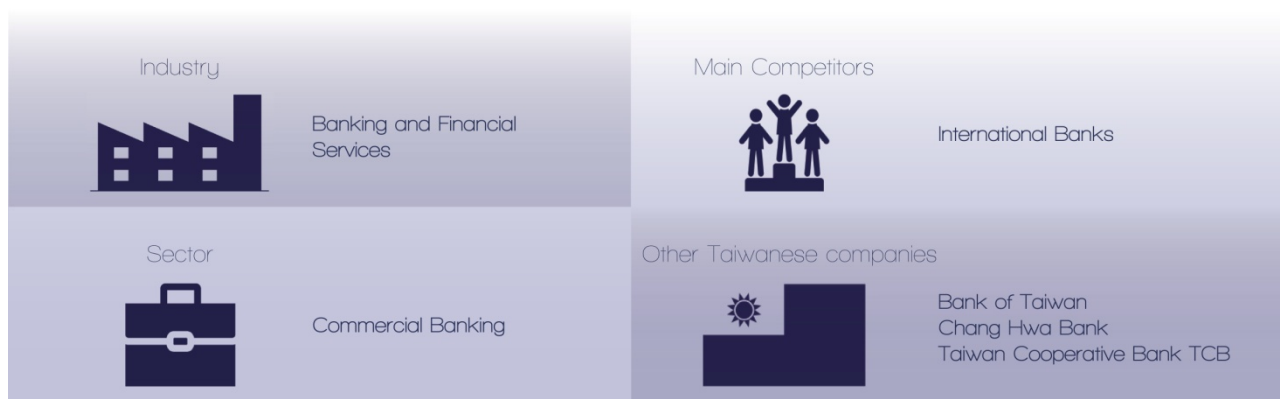 Industry
Banking and Financial
Services
Main Competitors
International Banks
Sector
Commercial Banking
Other Taiwanese companies
Bank of Taiwan
Chang Hwa Bank
Taiwan Cooperative Bank TCB